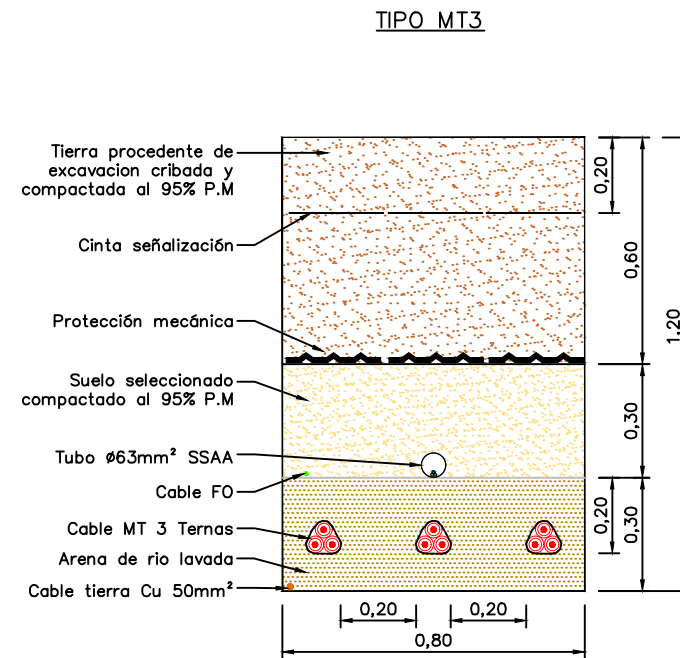 TIPO MT3
Tierra procedente de
excavacion cribada y
compactada al 95% P.M
Cinta señalización
Protección mecánica
Suelo seleccionado
compactado al 95% P.M
Tubo Ø63mm² SSAA
Cable FO
Cable MT 3 Ternas
Arena de rio lavada
Cable tierra Cu 50mm²
0,20
0,60
1,20
0,30
0,20
0,30
0,20
0,20
0,80